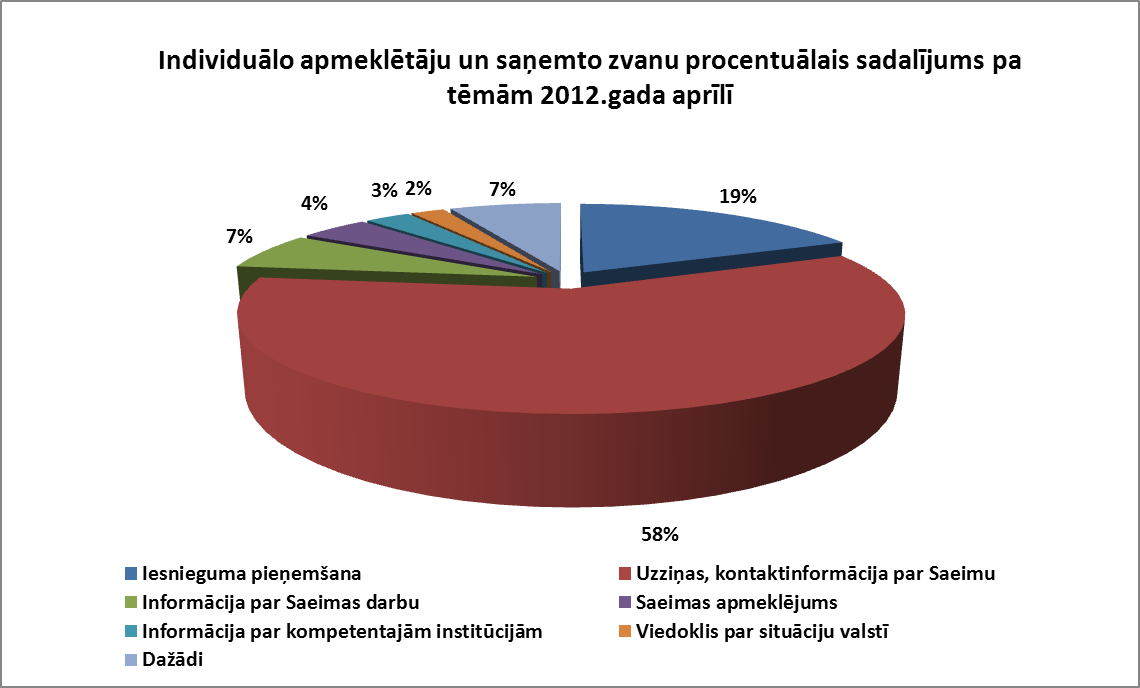 Individuālo apmeklētāju un saņemto zvanu procentuālais sadalījums pa
tēmām 2012.gada aprīlī
7%
4%
3%
2%
7%
19%
58%
Iesnieguma pieņemšana
Uzziņas, kontaktinformācija par Saeimu
Informācija par Saeimas darbu
Saeimas apmeklējums
Informācija par kompetentajām institūcijām
Viedoklis par situāciju valstī
Dažādi